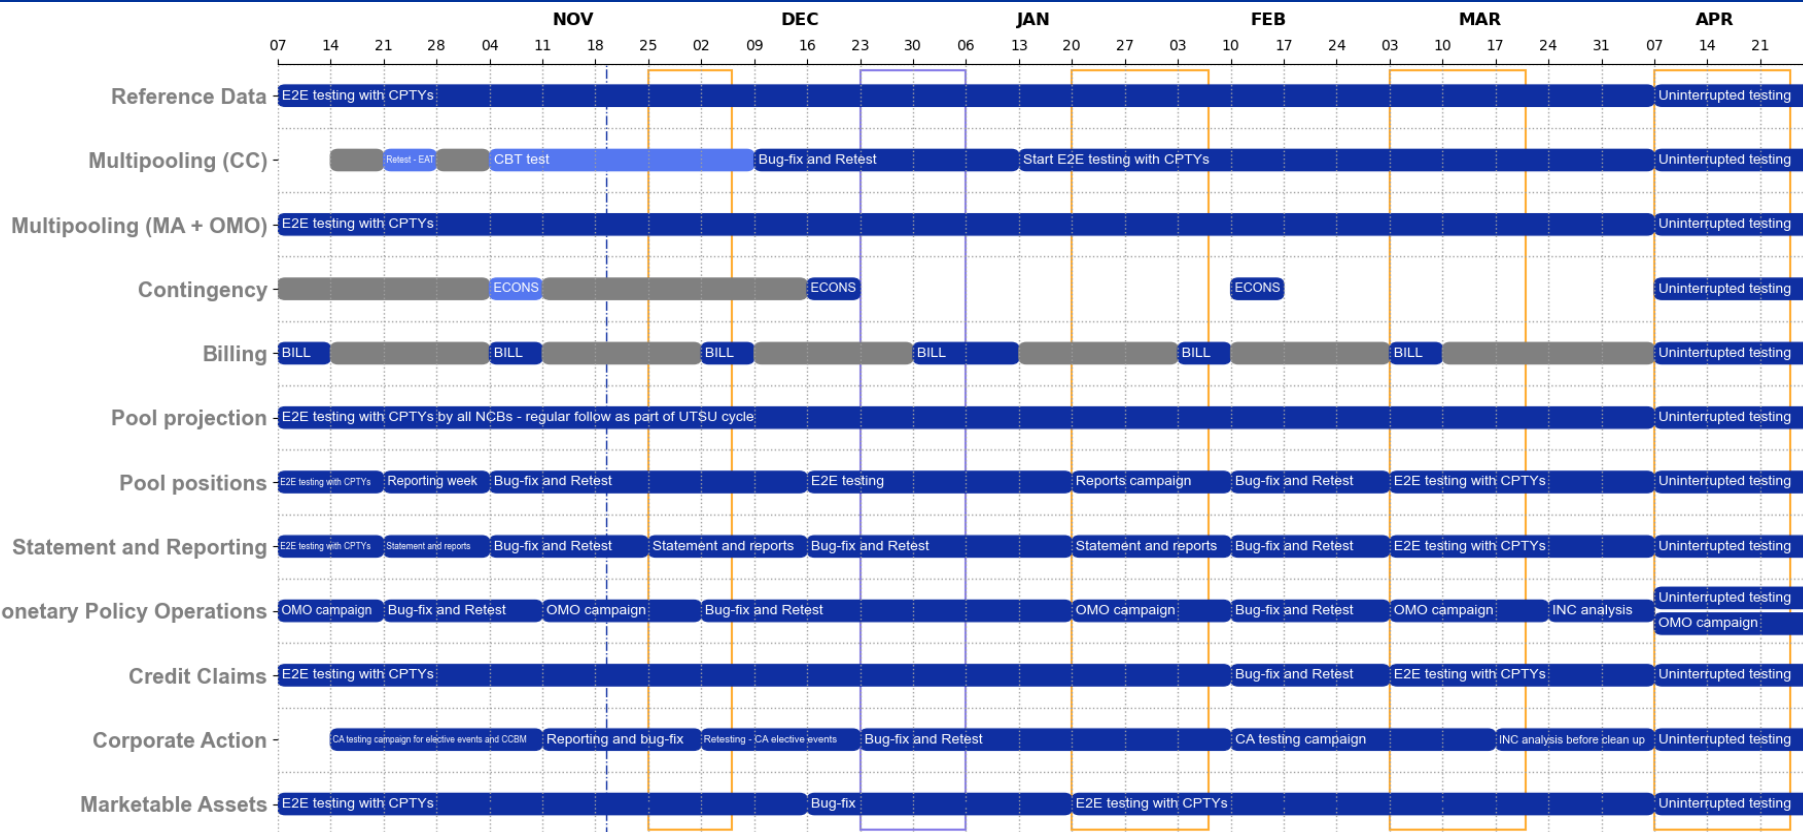 NOV DEC JAN FEB MAR APR
07 14 21 28 04 11 18 25 02 09 16 23 30 06 13 20 27 03 10 17 24 03 10 17 24 31 07 14 21
Reference Data E2E testing with CPTYs Uninterrupted testing
Multipooling (CC) Retest - EAT CBT test Bug-fix and Retest Start E2E testing with CPTYs Uninterrupted testing
Multipooling (MA + OMO) E2E testing with CPTYs Uninterrupted testing
Contingency ECONS ECONS ECONS Uninterrupted testing
Billing BILL BILL BILL BILL BILL BILL Uninterrupted testing
Pool projection E2E testing with CPTYs by all NCBs - regular follow as part of UTSU cycle Uninterrupted testing
Pool positions E2E testing with CPTYs Reporting week Bug-fix and Retest E2E testing Reports campaign Bug-fix and Retest E2E testing with CPTYs Uninterrupted testing
Statement and Reporting E2E testing with CPTYs Statement and reports Bug-fix and Retest Statement and reports Bug-fix and Retest Statement and reports Bug-fix and Retest E2E testing with CPTYs Uninterrupted testing
onetary Policy Operations OMO campaign Bug-fix and Retest OMO campaign Bug-fix and Retest OMO campaign Bug-fix and Retest OMO campaign INC analysis Uninterrupted testing
OMO campaign
Credit Claims E2E testing with CPTYs Bug-fix and Retest E2E testing with CPTYs Uninterrupted testing
Corporate Action CA testing campaign for elective events and CCBM Reporting and bug-fix Retesting - CA elective events Bug-fix and Retest CA testing campaign INC analysis before clean up Uninterrupted testing
Marketable Assets E2E testing with CPTYs Bug-fix E2E testing with CPTYs Uninterrupted testing